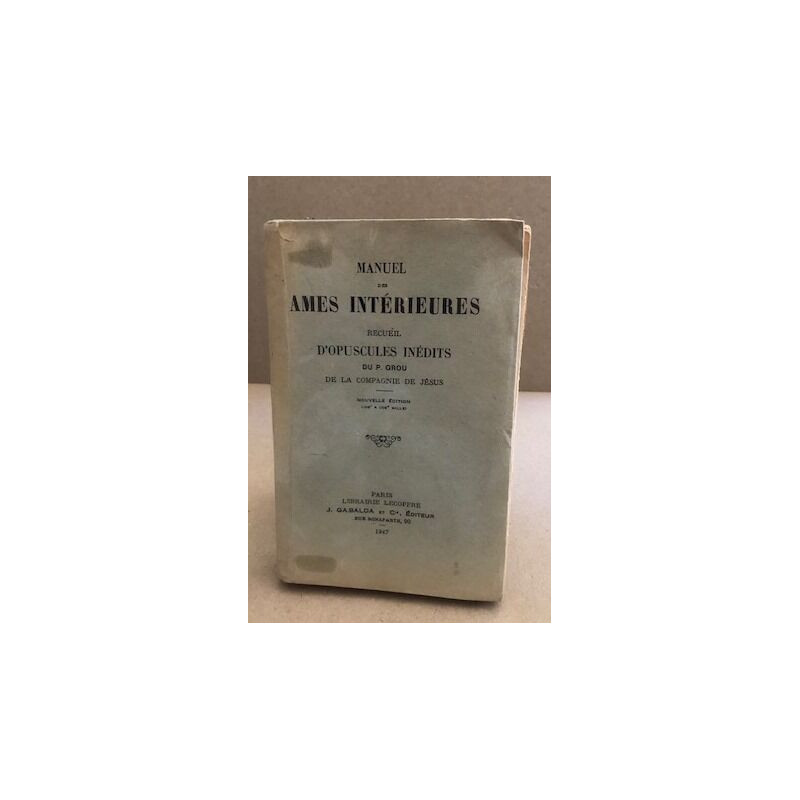 MANUEL
DES
AMES INTÉRIEURES
RECUEIL
D'OPUSCULES INÉDITS
DU P. GROU
DE LA COMPAGNIE DE JÉSUS
NOUVELLE ÉDITION
PARIS
LIBRAIRIE LECOFFRE
J. GABALDA ET Cie, ÉDITEUR
RUE BONAPARTE, 90
1947